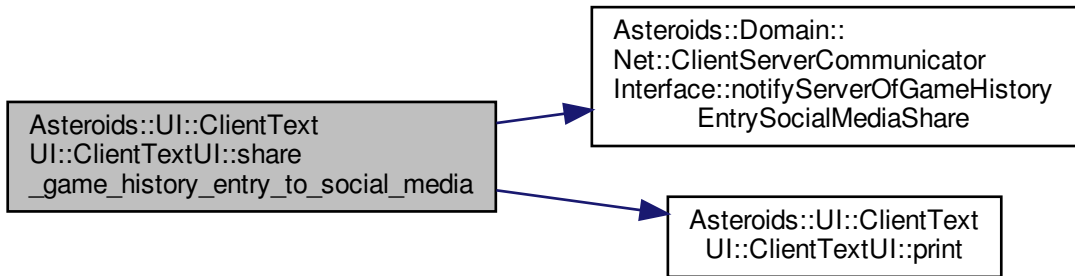 Asteroids::UI::ClientText
UI::ClientTextUI::share
_game_history_entry_to_social_media
Asteroids::Domain::
Net::ClientServerCommunicator
Interface::notifyServerOfGameHistory
EntrySocialMediaShare
Asteroids::UI::ClientText
UI::ClientTextUI::print